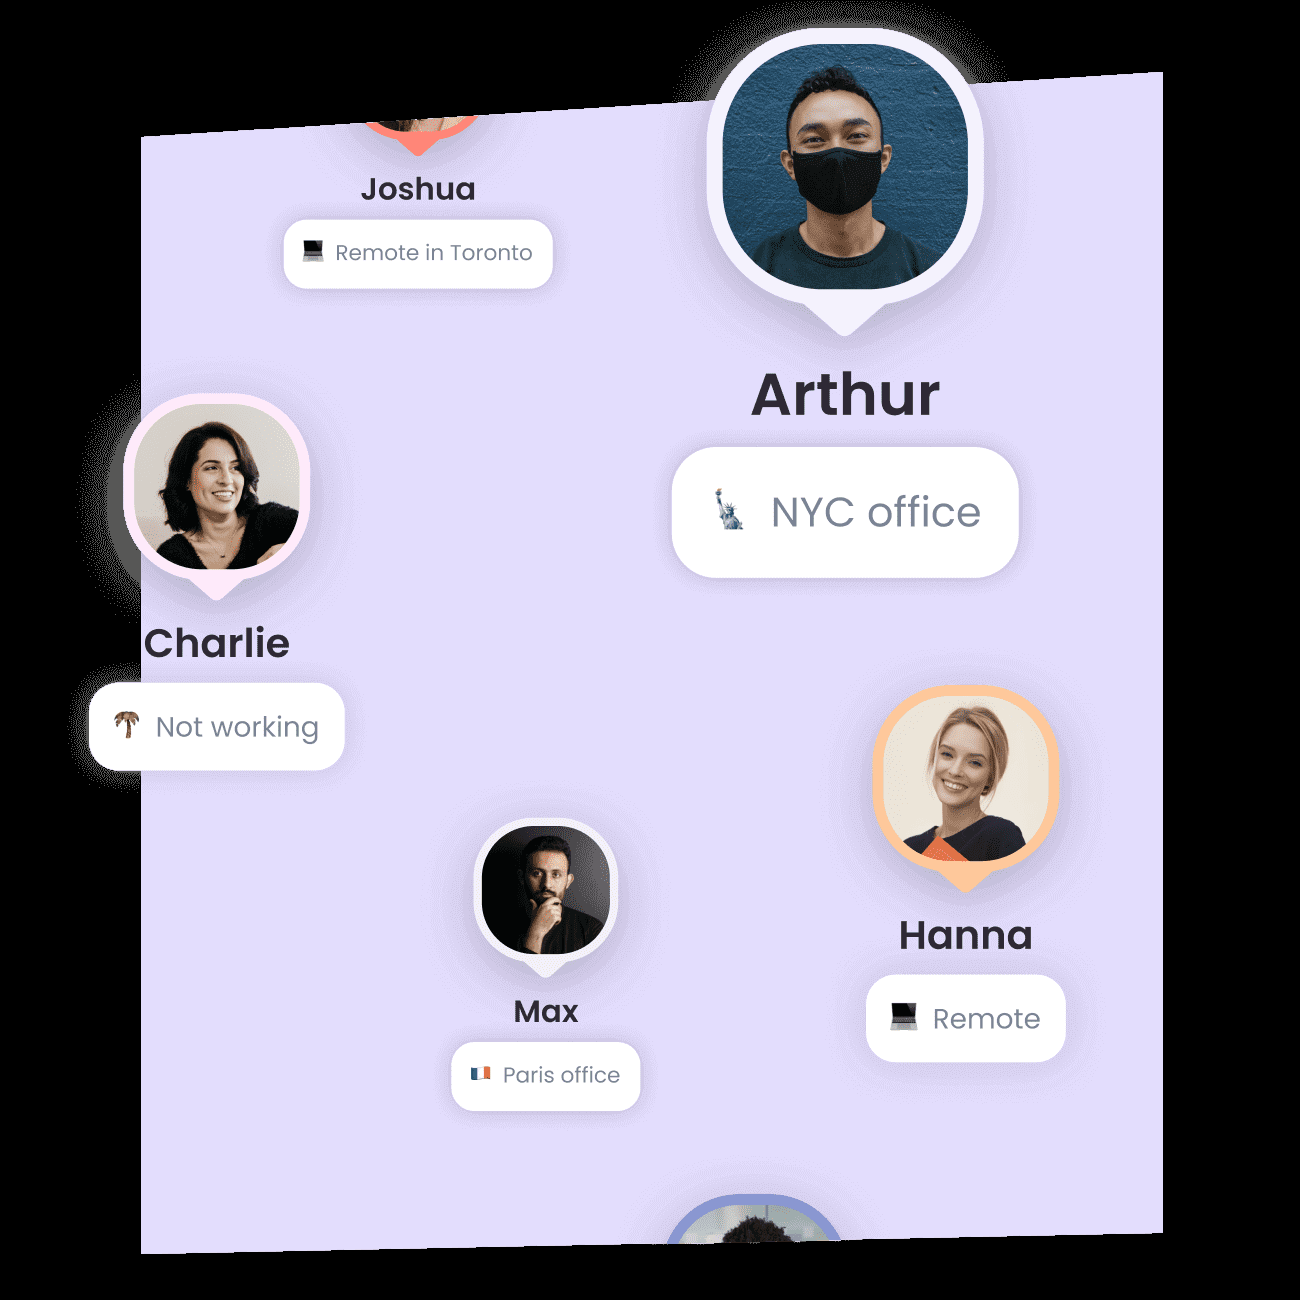 Joshua
Remote in Toronto
Arthur
NYC office
Charlie
Not working
Hanna
Remote
Max
Paris office